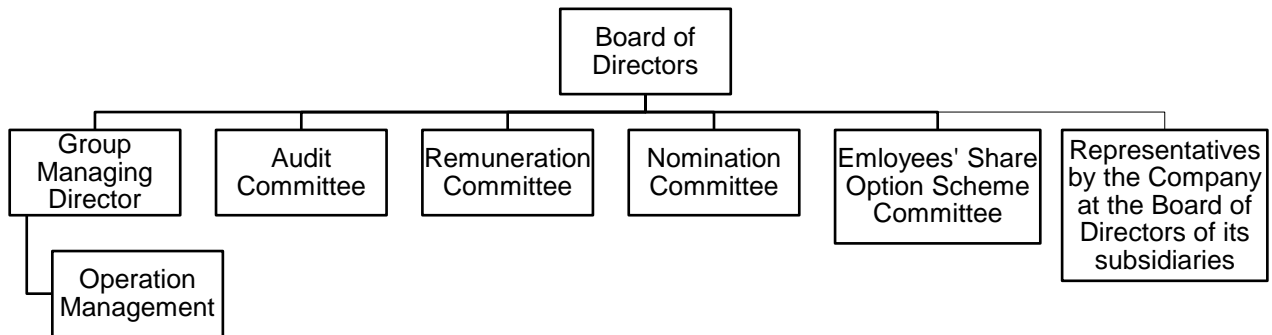 Board of
Directors
Group
Managing
Director
Audit
Committee
Remuneration
Committee
Nomination
Committee
Emloyees' Share
Option Scheme
Committee
Representatives
by the Company
at the Board of
Directors of its
subsidiaries
Operation
Management